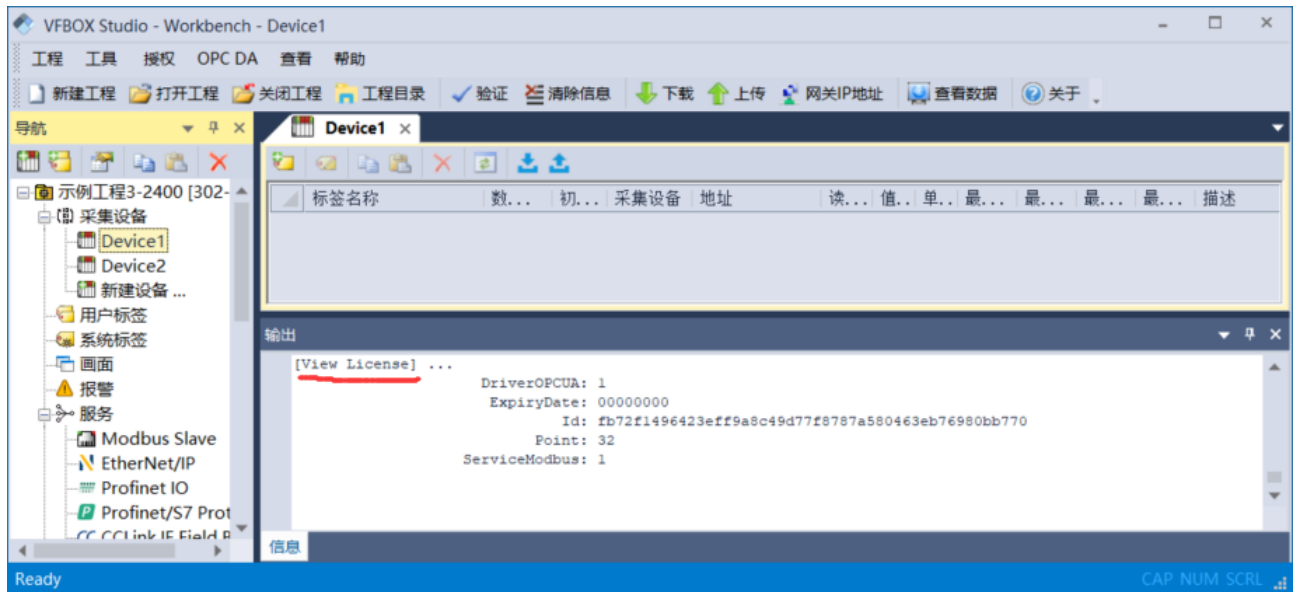 VFBOX Studio - Workbench - Device1
工程 工具 授权 OPC DA 查看 帮助
新建工程 打开工程 关闭工程 工程目录 验证 清除信息 下载 上传 网关IP地址 查看数据 关于
导航
Device1
示例工程3-2400 [302-
采集设备
Device1
Device2
新建设备 ...
用户标签
系统标签
画面
报警
服务
Modbus Slave
EtherNet/IP
Profinet IO
Profinet/S7 Prot
CCLink IE Field B
标签名称 数... 初... 采集设备 地址 读... 值.. 单.. 最... 最... 最... 最... 描述
输出
[View License] ...
DriverOPCUA: 1
ExpiryDate: 00000000
Id: fb72f1496423eff9a8c49d77f8787a580463eb76980bb770
Point: 32
ServiceModbus: 1
信息
Ready
CAP NUM SCRL